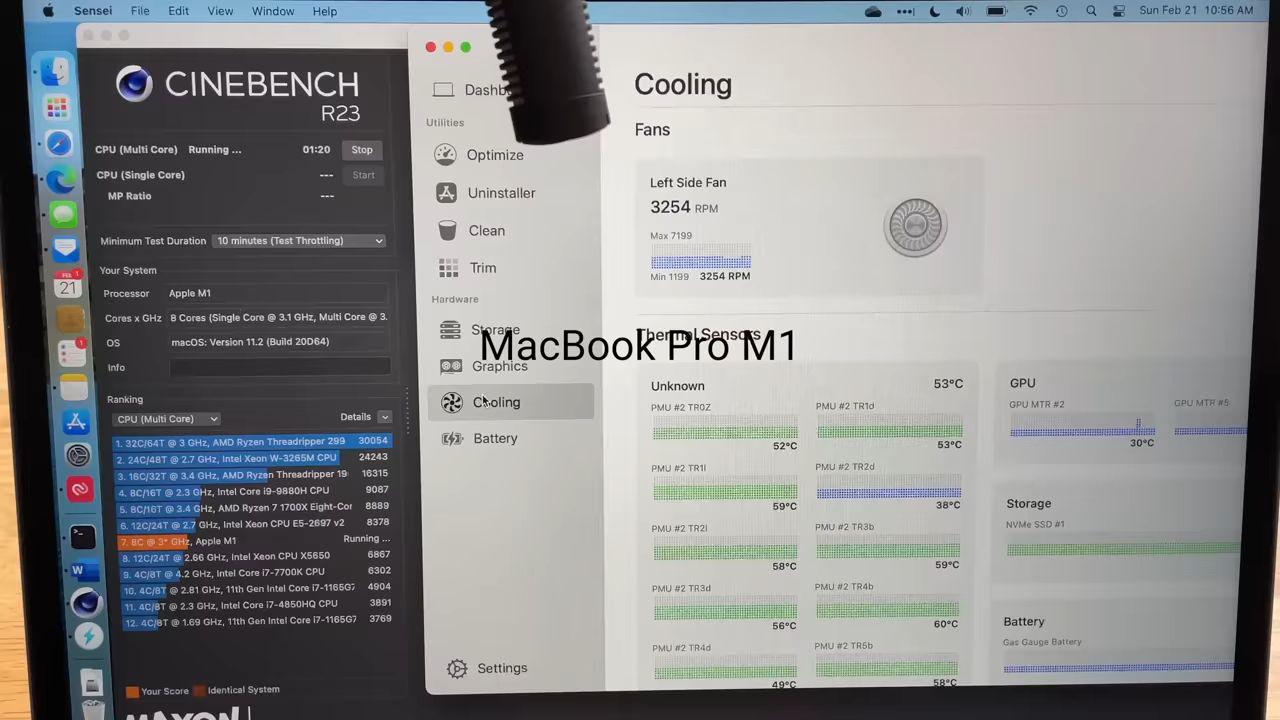 Sensei File Edit View Window Help
Sun Feb 21 10:56 AM
CINEBENCH
R23
CPU (Multi Core) Running ... 01:20 Stop
CPU (Single Core) --- Start
MP Ratio ---
Minimum Test Duration 10 minutes (Test Throttling)
Your System
Processor Apple M1
Cores x GHz 8 Cores (Single Core @ 3.1 GHz, Multi Core @ 3.
OS macOS: Version 11.2 (Build 20D64)
Info
Ranking
CPU (Multi Core) Details
1. 32C/64T @ 3 GHz, AMD Ryzen Threadripper 299 30054
2. 24C/48T @ 2.7 GHz, Intel Xeon W-3265M CPU 24243
3. 16C/32T @ 3.4 GHz, AMD Ryzen Threadripper 19 16315
4. 8C/16T @ 2.3 GHz, Intel Core i9-9880H CPU 9087
5. 8C/16T @ 3.4 GHz, AMD Ryzen 7 1700X Eight-Cor 8889
6. 12C/24T @ 2.7 GHz, Intel Xeon CPU E5-2697 v2 8378
7. 8C @ 3* GHz, Apple M1 Running ...
8. 12C/24T @ 2.66 GHz, Intel Xeon CPU X5650 6867
9. 4C/8T @ 4.2 GHz, Intel Core i7-7700K CPU 6302
10. 4C/8T @ 2.81 GHz, 11th Gen Intel Core i7-1165G7 4904
11. 4C/8T @ 2.3 GHz, Intel Core i7-4850HQ CPU 3891
12. 4C/8T @ 1.69 GHz, 11th Gen Intel Core i7-1165G7 3769
Your Score Identical System
MAXON
FEB
21
W
Dashb
Utilities
Optimize
Uninstaller
Clean
Trim
Hardware
Storage
Graphics
Cooling
Battery
Settings
MacBook Pro M1
Cooling
Fans
Left Side Fan
3254 RPM
Max 7199
Min 1199 3254 RPM
Thermal Sensors
Unknown 53°C
PMU #2 TR0Z
52°C
PMU #2 TR1d
53°C
PMU #2 TR1l
59°C
PMU #2 TR2d
38°C
PMU #2 TR2l
58°C
PMU #2 TR3b
59°C
PMU #2 TR3d
56°C
PMU #2 TR4b
60°C
PMU #2 TR4d
49°C
PMU #2 TR5b
58°C
GPU
GPU MTR #2
30°C
GPU MTR #5
Storage
NVMe SSD #1
Battery
Gas Gauge Battery